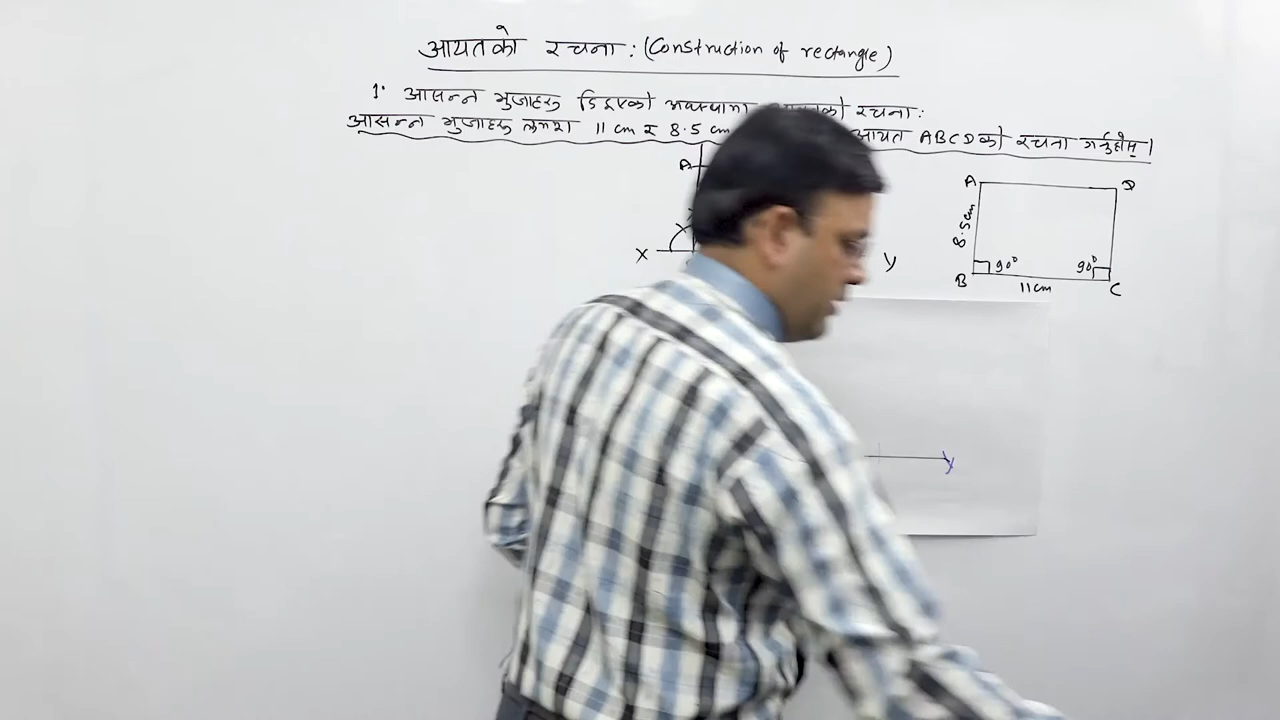 आयतको रचना : (Construction of rectangle)
1. आसन्न भुजाहरू दिइएको अवस्थामा रचना :
आसन्न भुजाहरू क्रमशः 11 cm र 8.5 cm आयत ABCD को रचना गर्नुहोस् ।
A
X
y
A D
8.5cm
90° 90°
B 11cm C
y